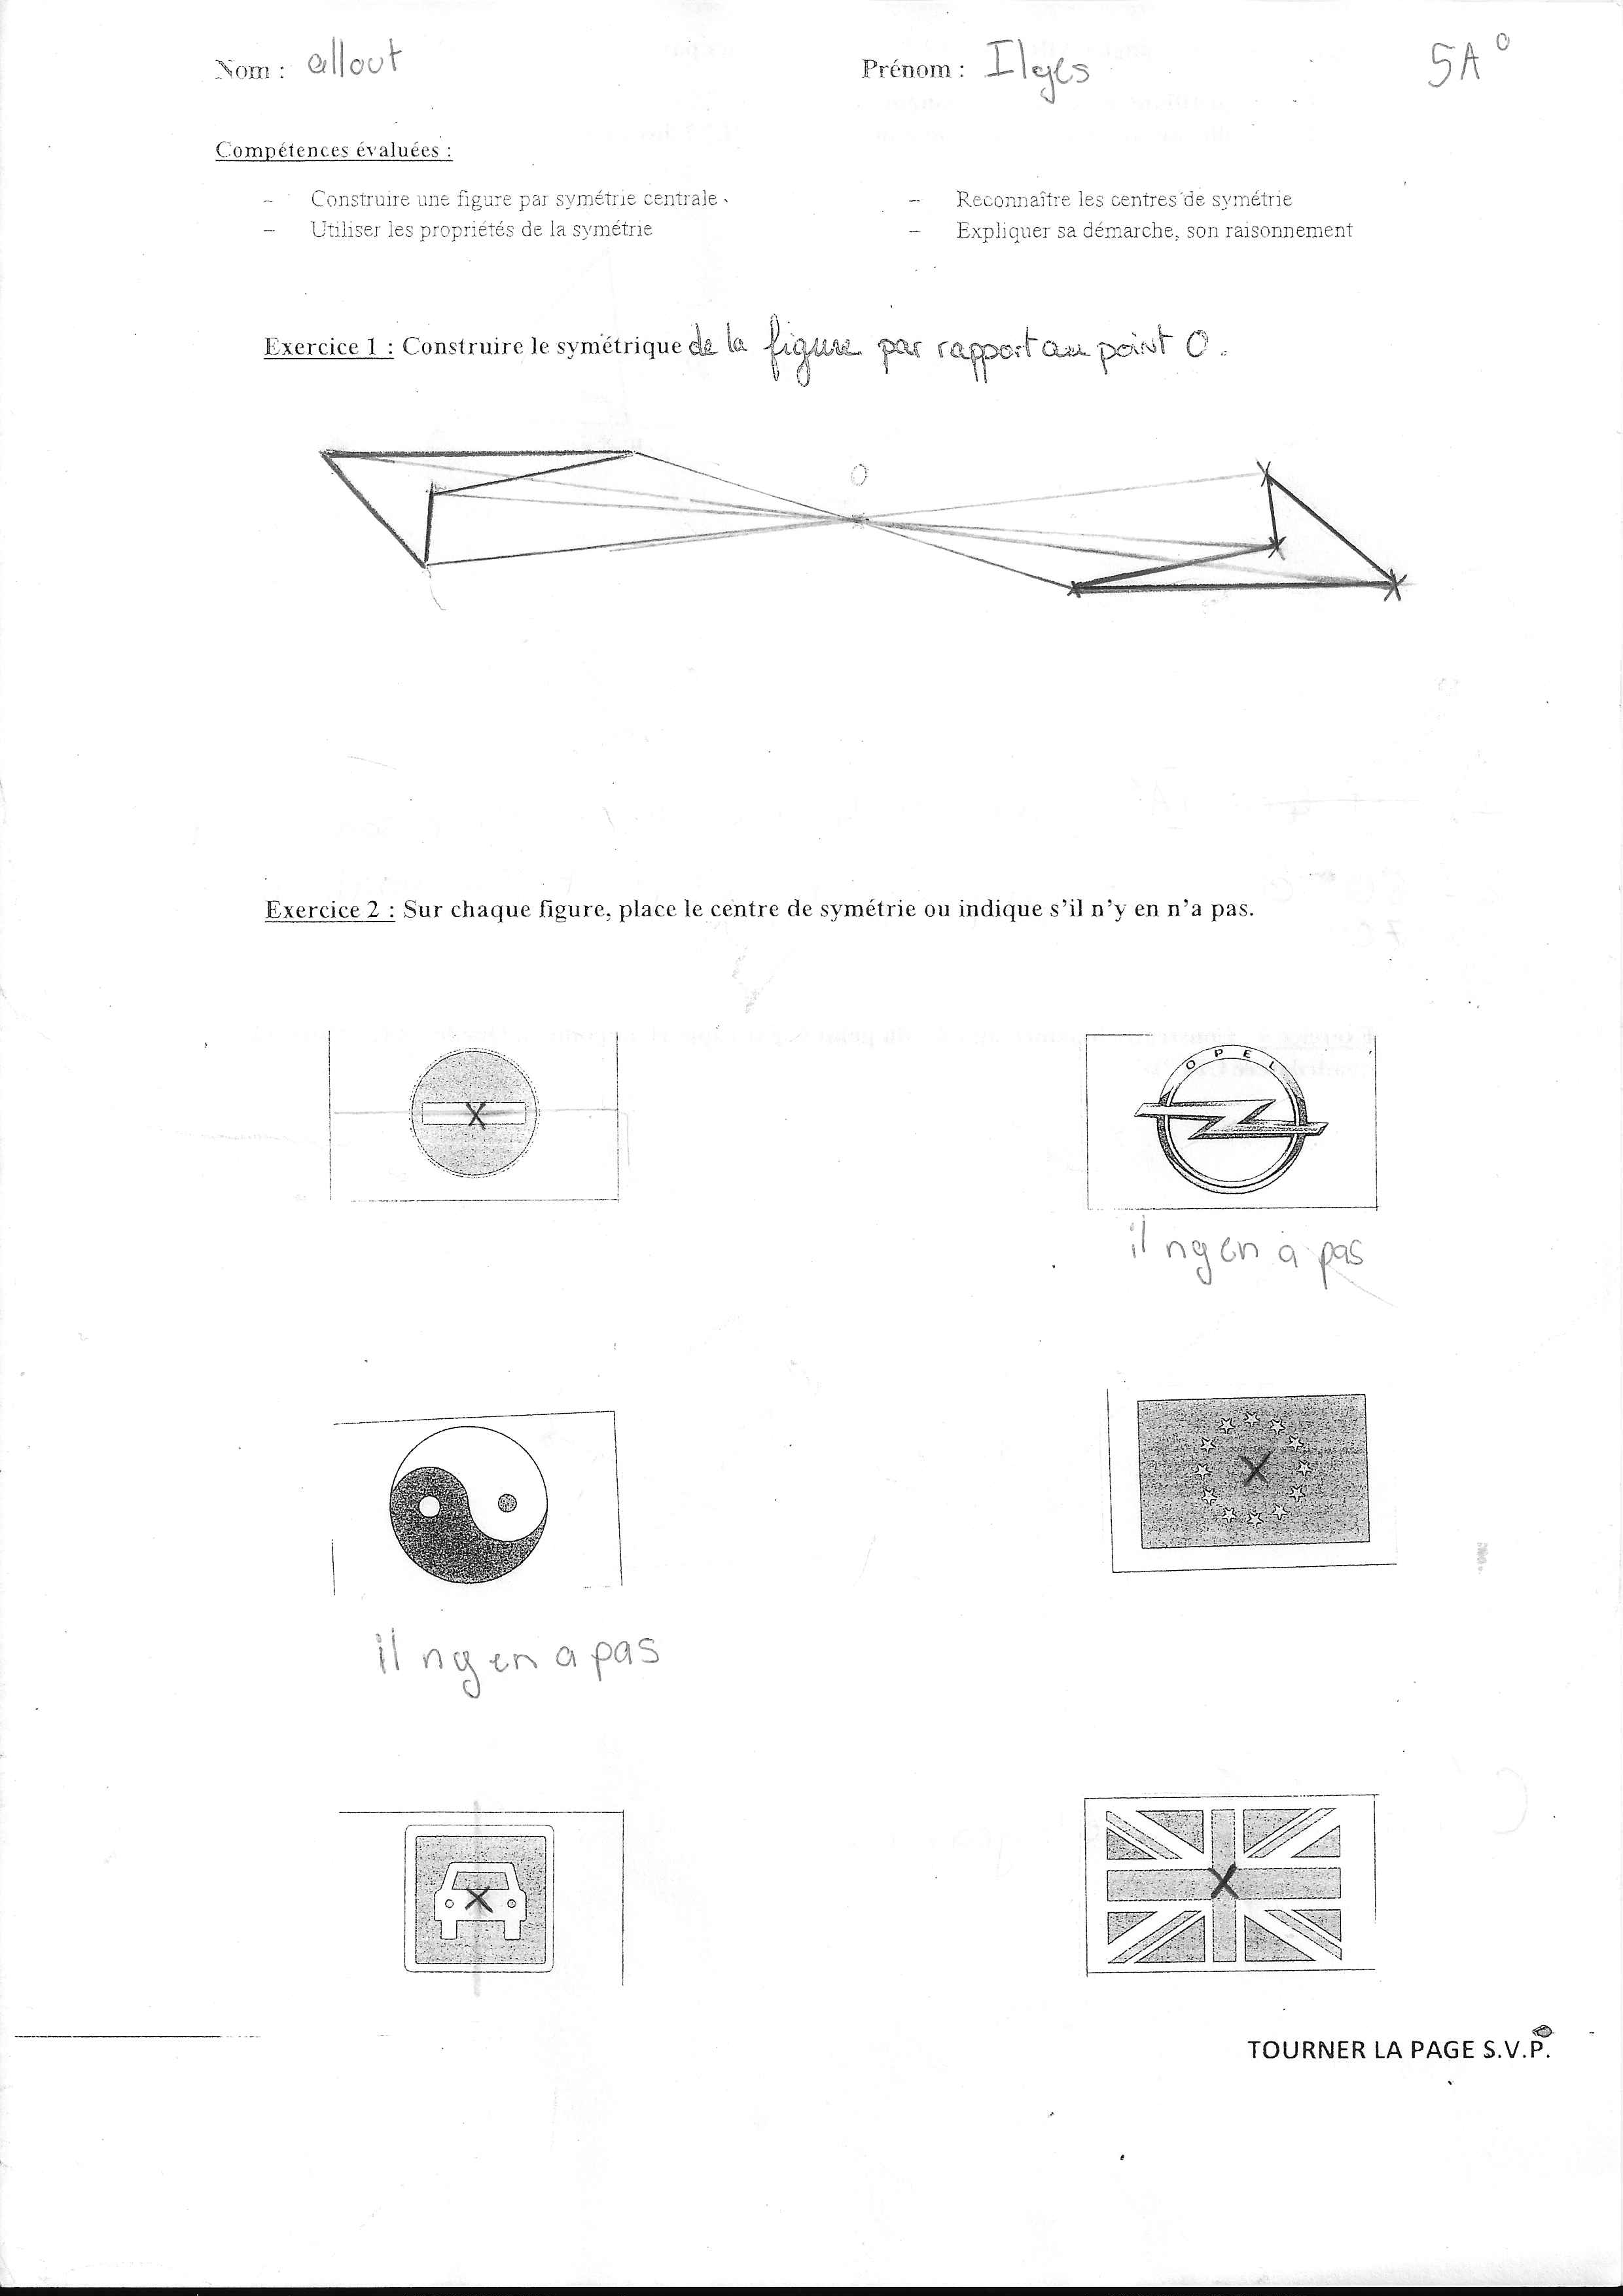 Nom : allout Prénom : Ilyes 5A°
Compétences évaluées :
- Construire une figure par symétrie centrale. - Reconnaître les centres de symétrie
- Utiliser les propriétés de la symétrie - Expliquer sa démarche, son raisonnement
Exercice 1 : Construire le symétrique de la figure par rapport au point O.
O
Exercice 2 : Sur chaque figure, place le centre de symétrie ou indique s'il n'y en n'a pas.
OPEL
il ny en a pas
il ny en a pas
TOURNER LA PAGE S.V.P.